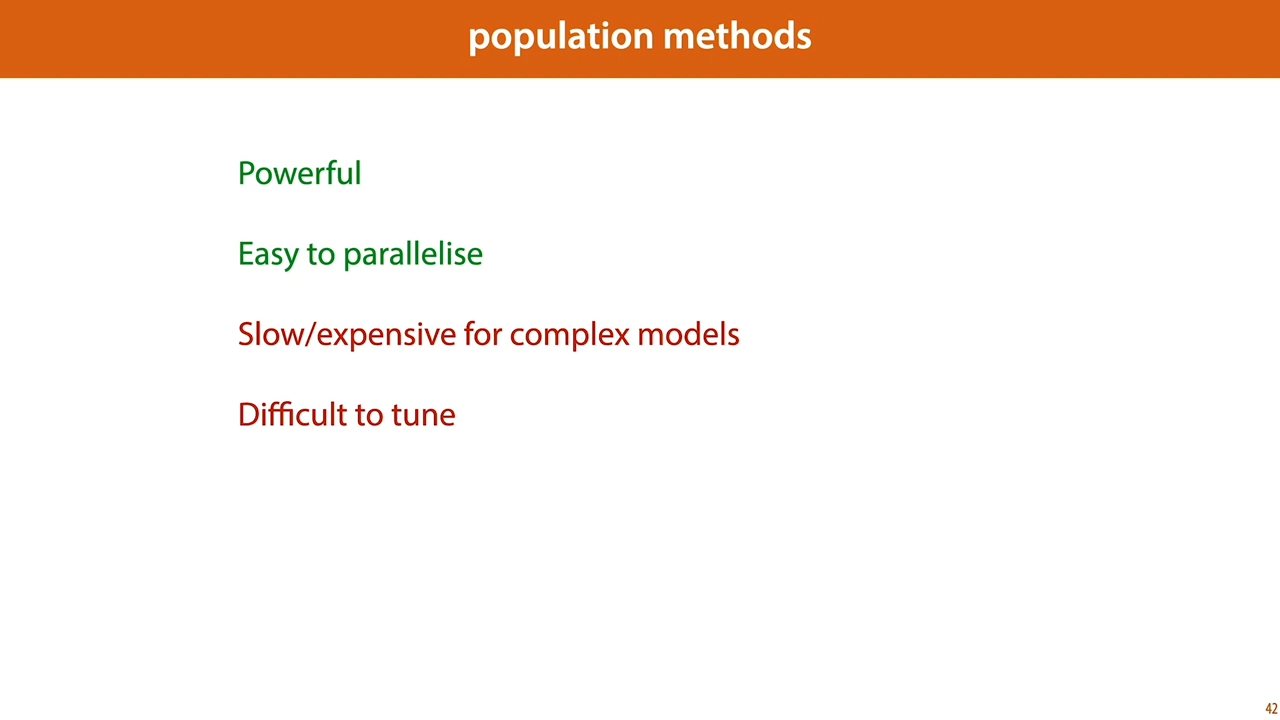 population methods
Powerful
Easy to parallelise
Slow/expensive for complex models
Difficult to tune
42